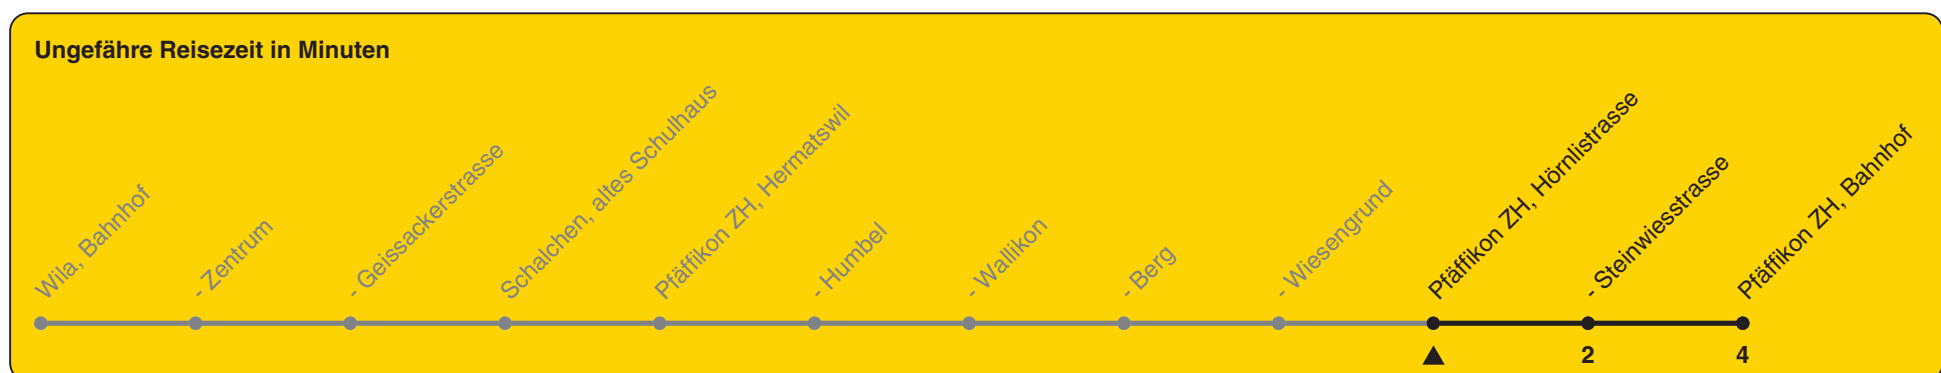 Ungefähre Reisezeit in Minuten
Wila, Bahnhof
- Zentrum
- Geissackerstrasse
Schalchen, altes Schulhaus
Pfäffikon ZH, Hermatswil
- Humbel
- Wallikon
- Berg
- Wiesengrund
Pfäffikon ZH, Hörnlistrasse
- Steinwiesstrasse
Pfäffikon ZH, Bahnhof
2
4